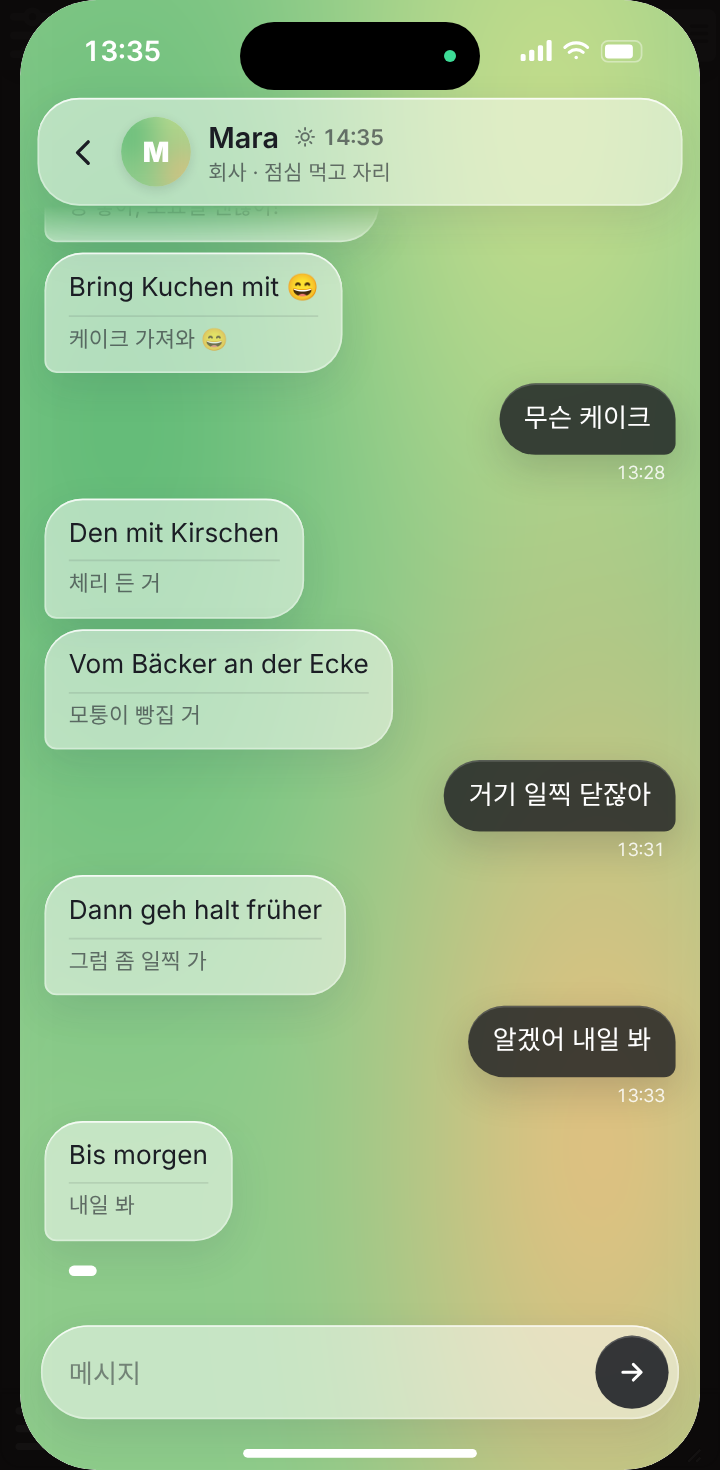 13:35
M
Mara 14:35
회사 · 점심 먹고 자리
Bring Kuchen mit 😄
케이크 가져와 😄
무슨 케이크
13:28
Den mit Kirschen
체리 든 거
Vom Bäcker an der Ecke
모퉁이 빵집 거
거기 일찍 닫잖아
13:31
Dann geh halt früher
그럼 좀 일찍 가
알겠어 내일 봐
13:33
Bis morgen
내일 봐
메시지